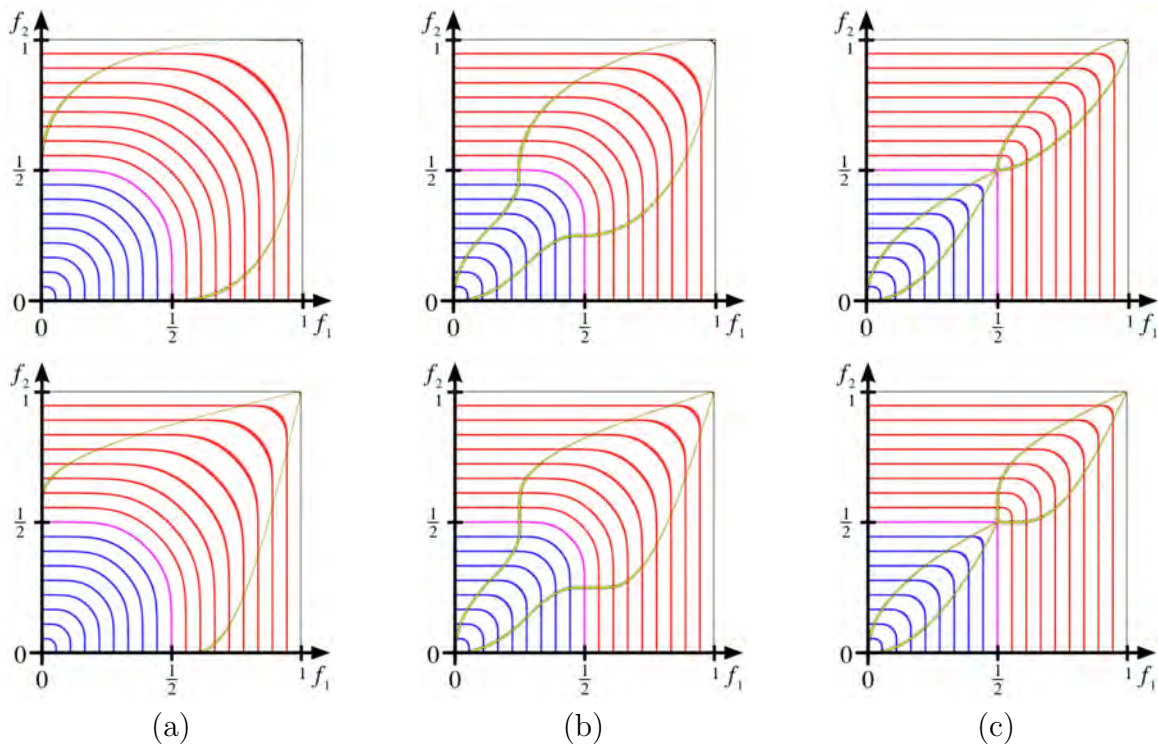 f₂ f₂ f₂
1 1 1
1/2 1/2 1/2
0 0 0
0 1/2 1 f₁ 0 1/2 1 f₁ 0 1/2 1 f₁
f₂ f₂ f₂
1 1 1
1/2 1/2 1/2
0 0 0
0 1/2 1 f₁ 0 1/2 1 f₁ 0 1/2 1 f₁
(a) (b) (c)